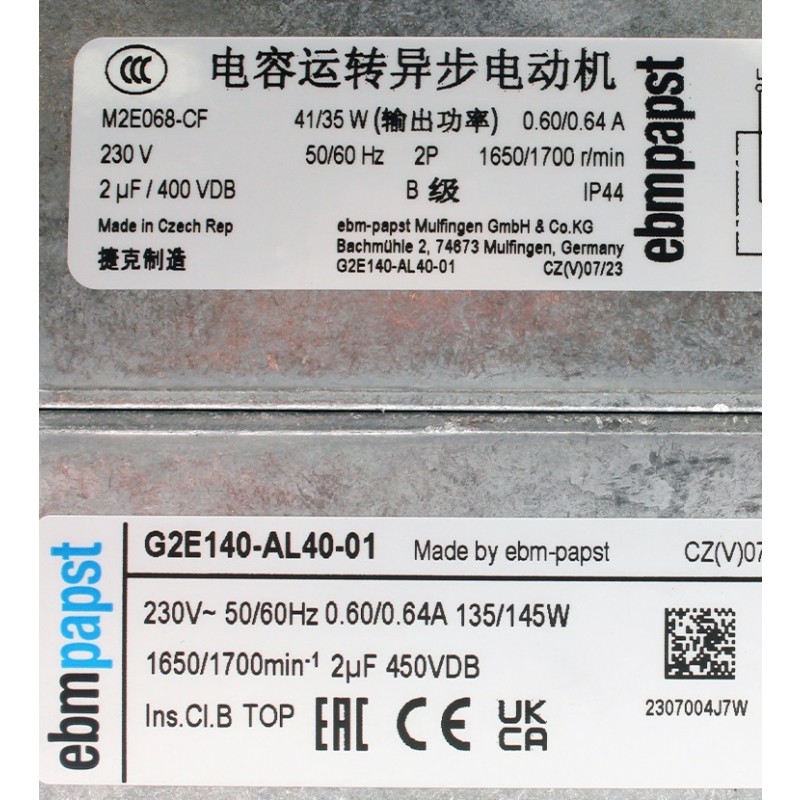 CCC 电容运转异步电动机
M2E068-CF 41/35 W (输出功率) 0.60/0.64 A
230 V 50/60 Hz 2P 1650/1700 r/min
2 µF / 400 VDB B 级 IP44
Made in Czech Rep ebm-papst Mulfingen GmbH & Co.KG
Bachmühle 2, 74673 Mulfingen, Germany
捷克制造 G2E140-AL40-01 CZ(V)07/23
ebmpapst
ebmpapst
G2E140-AL40-01 Made by ebm-papst CZ(V)07
230V~ 50/60Hz 0.60/0.64A 135/145W
1650/1700min-1 2µF 450VDB
Ins.Cl.B TOP EAC CE UK CA
2307004J7W